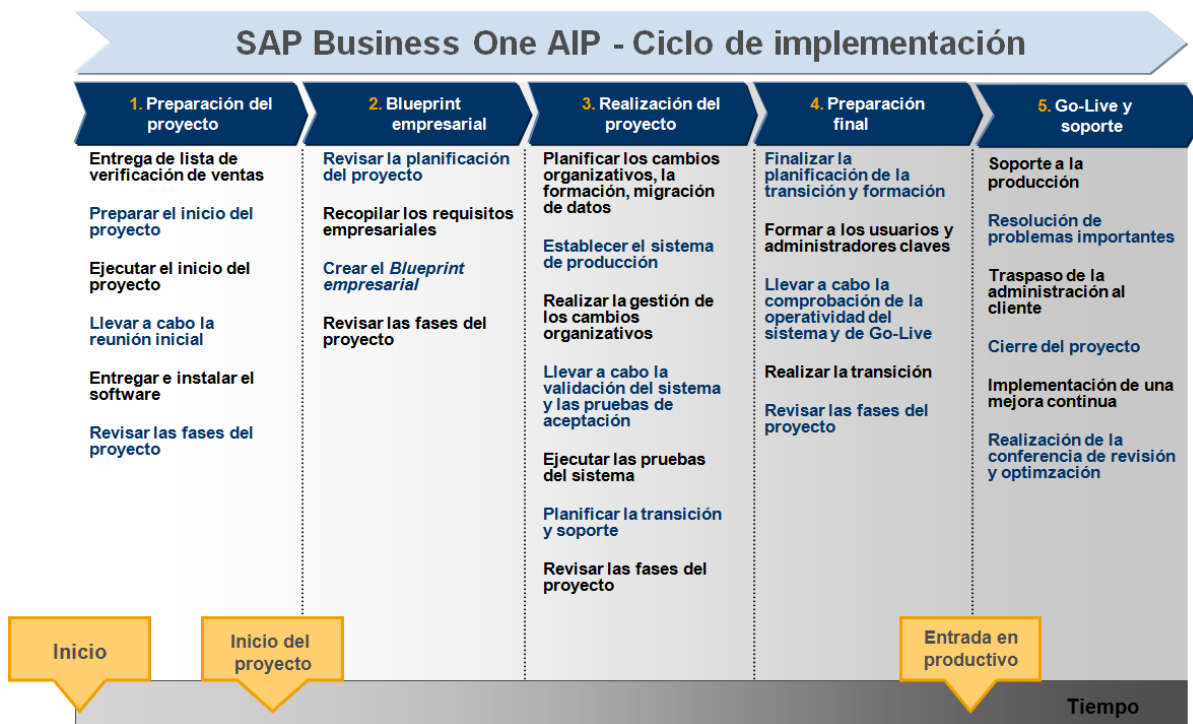 SAP Business One AIP - Ciclo de implementación
1. Preparación del
proyecto
Entrega de lista de
verificación de ventas
Preparar el inicio del
proyecto
Ejecutar el inicio del
proyecto
Llevar a cabo la
reunión inicial
Entregar e instalar el
software
Revisar las fases del
proyecto
2. Blueprint
empresarial
Revisar la planificación
del proyecto
Recopilar los requisitos
empresariales
Crear el Blueprint
empresarial
Revisar las fases del
proyecto
3. Realización del
proyecto
Planificar los cambios
organizativos, la
formación, migración
de datos
Establecer el sistema
de producción
Realizar la gestión de
los cambios
organizativos
Llevar a cabo la
validación del sistema
y las pruebas de
aceptación
Ejecutar las pruebas
del sistema
Planificar la transición
y soporte
Revisar las fases del
proyecto
4. Preparación
final
Finalizar la
planificación de la
transición y formación
Formar a los usuarios y
administradores claves
Llevar a cabo la
comprobación de la
operatividad del
sistema y de Go-Live
Realizar la transición
Revisar las fases del
proyecto
5. Go-Live y
soporte
Soporte a la
producción
Resolución de
problemas importantes
Traspaso de la
administración al
cliente
Cierre del proyecto
Implementación de una
mejora continua
Realización de la
conferencia de revisión
y optimzación
Inicio
Inicio del
proyecto
Entrada en
productivo
Tiempo